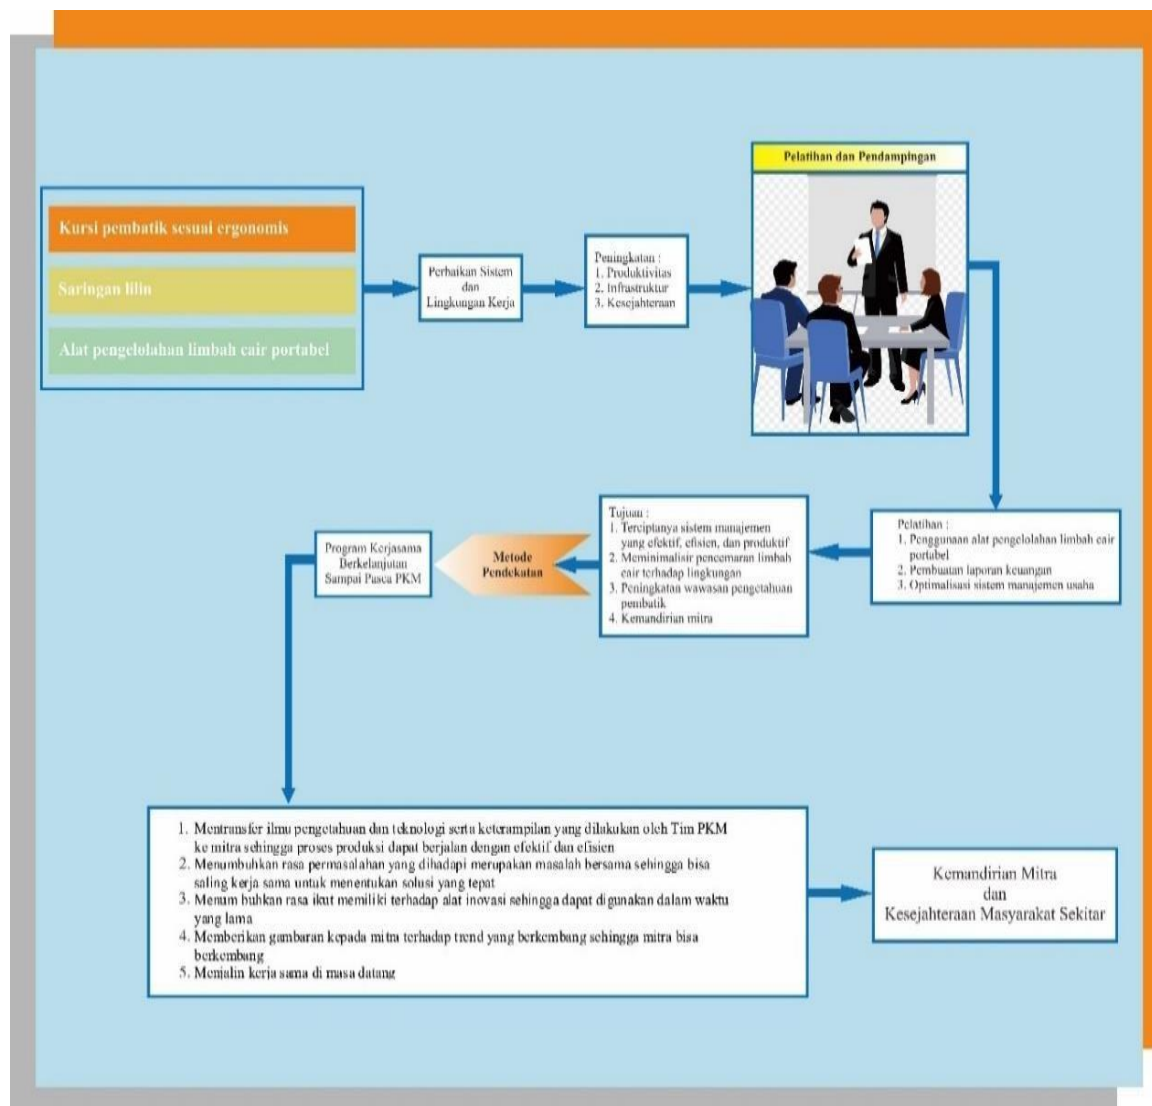 Pelatihan dan Pendampingan
Kursi pembatik sesuai ergonomis
Saringan lilin
Alat pengelolahan limbah cair portabel
Perbaikan Sistem
dan
Lingkungan Kerja
Peningkatan :
1. Produktivitas
2. Infrastruktur
3. Kesejahteraan
Pelatihan :
1. Penggunaan alat pengelolahan limbah cair
portabel
2. Pembuatan laporan keuangan
3. Optimalisasi sistem manajemen usaha
Tujuan :
1. Terciptanya sistem manajemen
yang efektif, efisien, dan produktif
2. Meminimalisir pencemaran limbah
cair terhadap lingkungan
3. Peningkatan wawasan pengetahuan
pembatik
4. Kemandirian mitra
Metode
Pendekatan
Program Kerjasama
Berkelanjutan
Sampai Pasca PKM
1. Mentransfer ilmu pengetahuan dan teknologi serta keterampilan yang dilakukan oleh Tim PKM
ke mitra sehingga proses produksi dapat berjalan dengan efektif dan efisien
2. Menumbuhkan rasa permasalahan yang dihadapi merupakan masalah bersama sehingga bisa
saling kerja sama untuk menentukan solusi yang tepat
3. Menum buhkan rasa ikut memiliki terhadap alat inovasi sehingga dapat digunakan dalam waktu
yang lama
4. Memberikan gambaran kepada mitra terhadap trend yang berkembang sehingga mitra bisa
berkembang
5. Menjalin kerja sama di masa datang
Kemandirian Mitra
dan
Kesejahteraan Masyarakat Sekitar